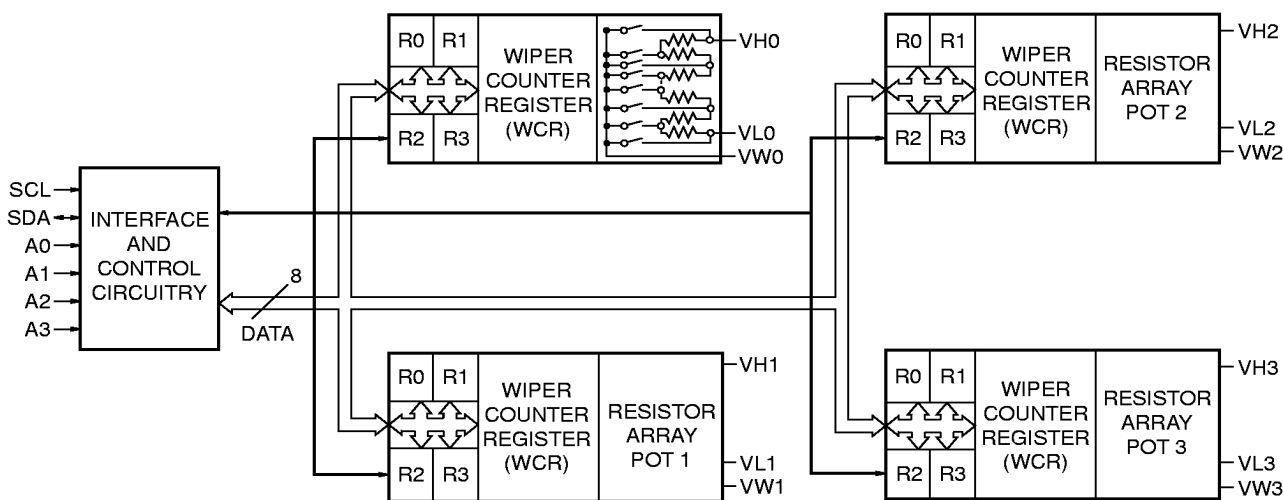 R0 R1
R2 R3
WIPER
COUNTER
REGISTER
(WCR)
VH0
VL0
VW0
R0 R1
R2 R3
WIPER
COUNTER
REGISTER
(WCR)
RESISTOR
ARRAY
POT 2
VH2
VL2
VW2
SCL
SDA
A0
A1
A2
A3
INTERFACE
AND
CONTROL
CIRCUITRY
8
DATA
R0 R1
R2 R3
WIPER
COUNTER
REGISTER
(WCR)
RESISTOR
ARRAY
POT 1
VH1
VL1
VW1
R0 R1
R2 R3
WIPER
COUNTER
REGISTER
(WCR)
RESISTOR
ARRAY
POT 3
VH3
VL3
VW3